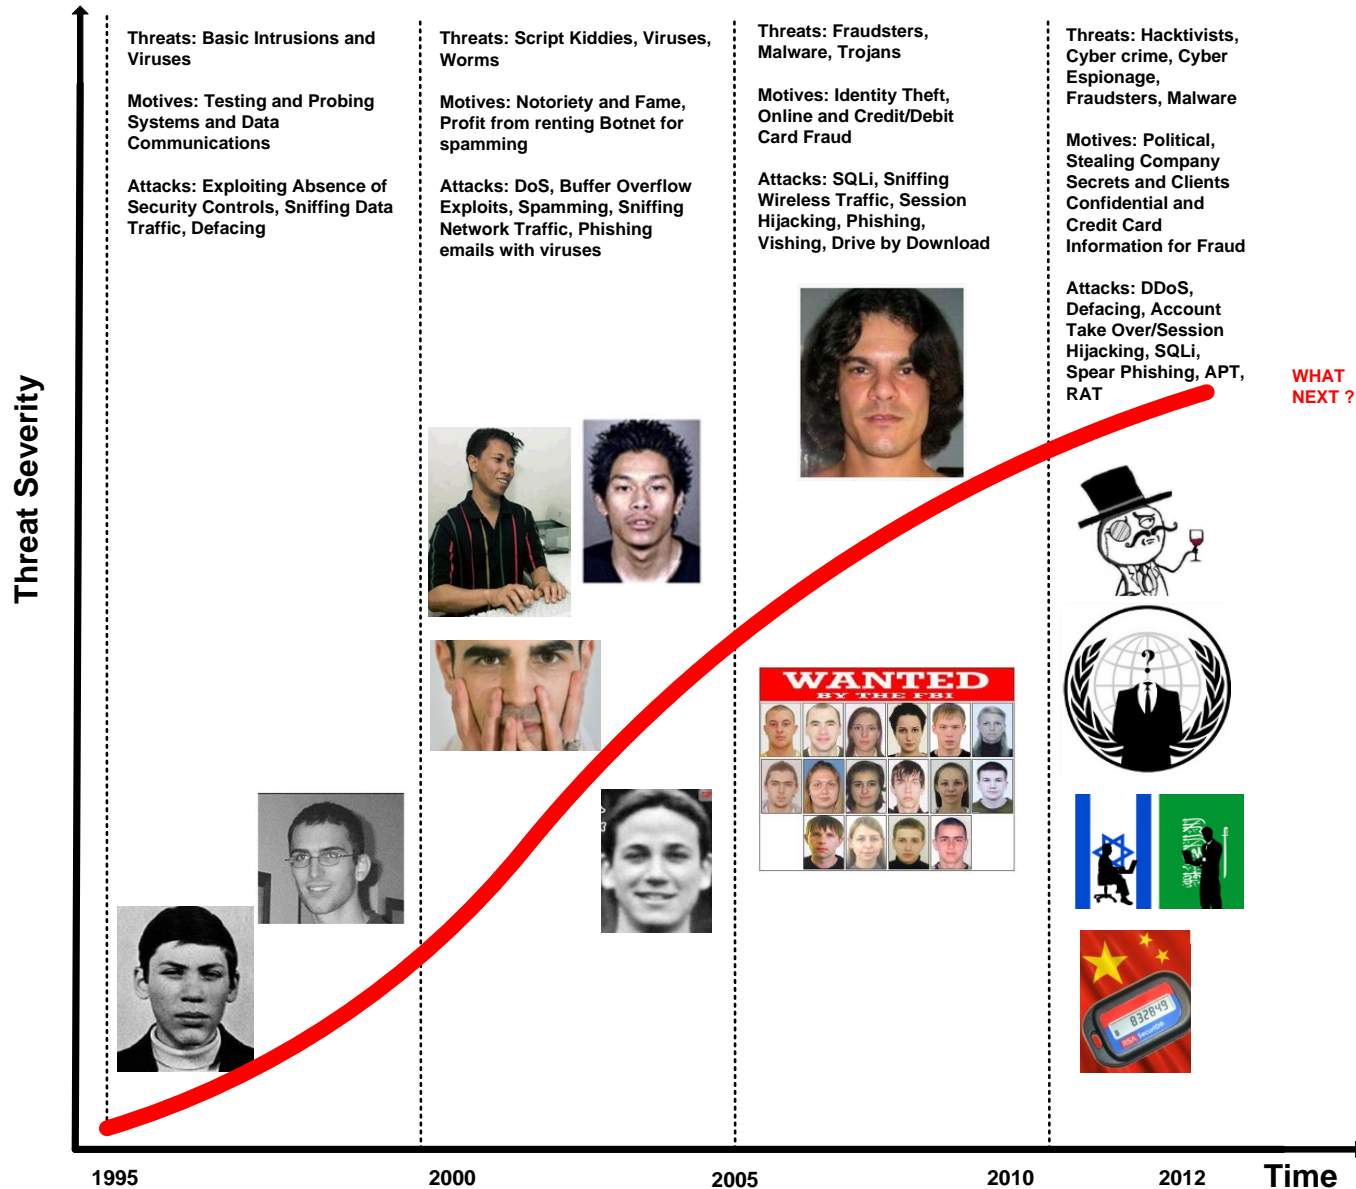 Threats: Basic Intrusions and
Viruses
Motives: Testing and Probing
Systems and Data
Communications
Attacks: Exploiting Absence of
Security Controls, Sniffing Data
Traffic, Defacing
Threats: Script Kiddies, Viruses,
Worms
Motives: Notoriety and Fame,
Profit from renting Botnet for
spamming
Attacks: DoS, Buffer Overflow
Exploits, Spamming, Sniffing
Network Traffic, Phishing
emails with viruses
Threats: Fraudsters,
Malware, Trojans
Motives: Identity Theft,
Online and Credit/Debit
Card Fraud
Attacks: SQLi, Sniffing
Wireless Traffic, Session
Hijacking, Phishing,
Vishing, Drive by Download
Threats: Hacktivists,
Cyber crime, Cyber
Espionage,
Fraudsters, Malware
Motives: Political,
Stealing Company
Secrets and Clients
Confidential and
Credit Card
Information for Fraud
Attacks: DDoS,
Defacing, Account
Take Over/Session
Hijacking, SQLi,
Spear Phishing, APT,
RAT
WHAT
NEXT ?
Threat Severity
WANTED
BY THE FBI
?
832849
RSA SecurID
1995
2000
2005
2010
2012
Time